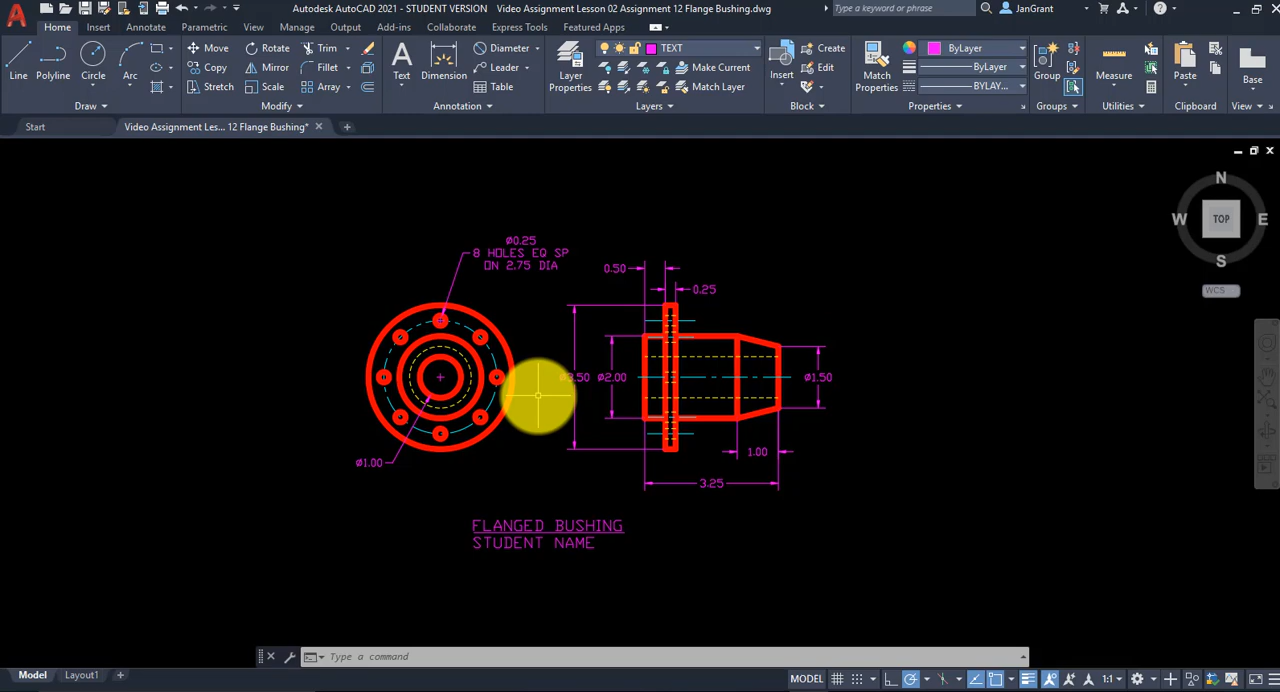 Autodesk AutoCAD 2021 - STUDENT VERSION Video Assignment Lesson 02 Assignment 12 Flange Bushing.dwg
Type a keyword or phrase
JanGrant
Home Insert Annotate Parametric View Manage Output Add-ins Collaborate Express Tools Featured Apps
Line Polyline Circle Arc
Move Rotate Trim
Copy Mirror Fillet
Stretch Scale Array
Text Dimension
Diameter
Leader
Table
Layer Properties
TEXT
Make Current
Match Layer
Insert
Create
Edit
Match Properties
ByLayer
ByLayer
BYLAY...
Group
Measure
Paste
Base
Draw Modify Annotation Layers Block Properties Groups Utilities Clipboard View
Start Video Assignment Les... 12 Flange Bushing*
N
W TOP E
S
WCS
Ø0.25
8 HOLES EQ SP
ON 2.75 DIA
0.50
0.25
3.50 Ø2.00 Ø1.50
1.00
Ø1.00
3.25
FLANGED BUSHING
STUDENT NAME
Type a command
Model Layout1
MODEL
1:1